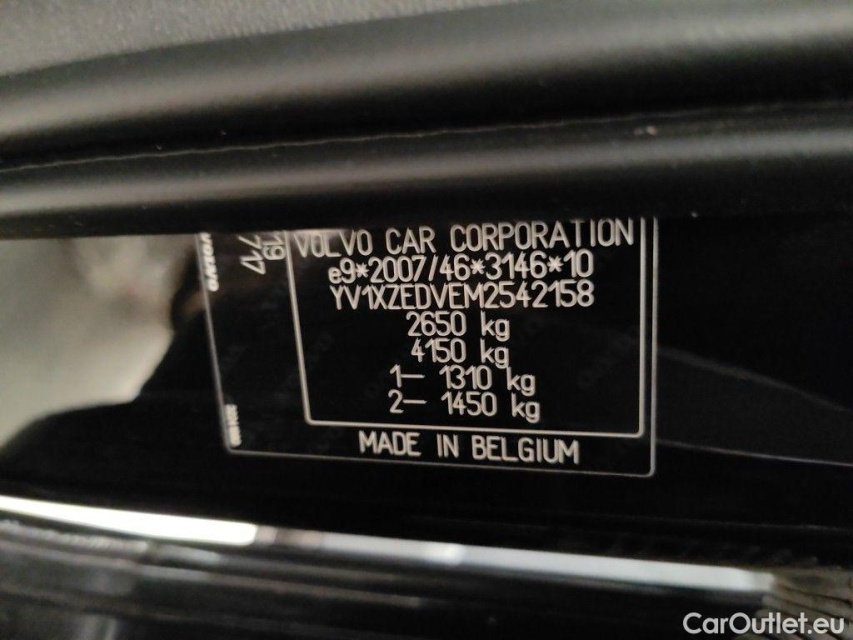 VOLVO CAR CORPORATION
e9*2007/46*3146*10
YV1XZEDVEM2542158
2650 kg
4150 kg
1– 1310 kg
2– 1450 kg
MADE IN BELGIUM
CarOutlet.eu